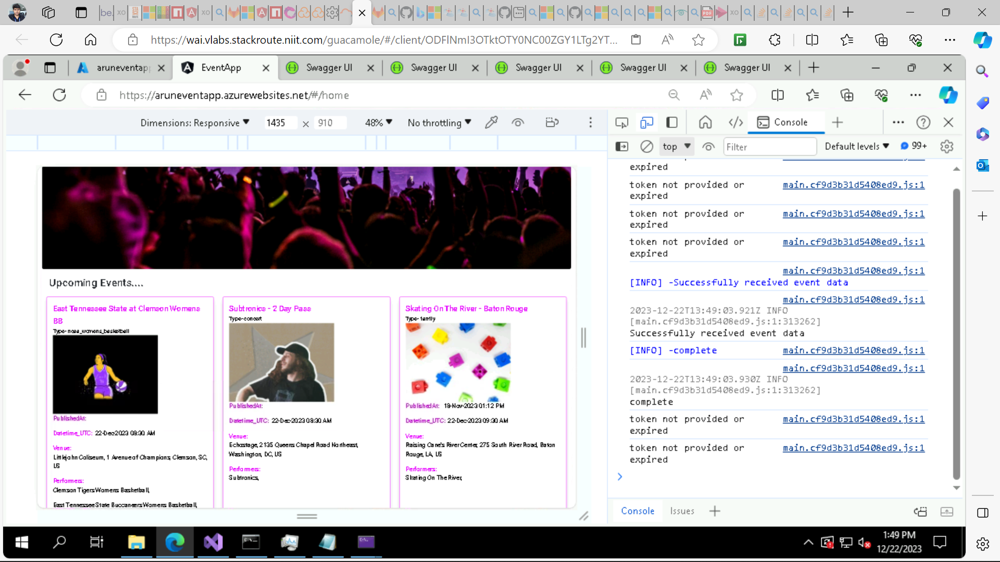 be.
https://wai.vlabs.stackroute.niit.com/guacamole/#/client/ODFlNmI3OTktOTY0NC00ZGY1LTg2YT...
aruneventapp
EventApp
Swagger UI
Swagger UI
Swagger UI
Swagger UI
Swagger UI
https://aruneventapp.azurewebsites.net/#/home
Dimensions: Responsive
1435
×
910
48%
No throttling
Console
top
Filter
Default levels
99+
Upcoming Events....
East Tennessee State at Clemson Womens
BB
Type- ncaa_womens_basketball
PublishedAt:
Datetime_UTC: 22-Dec-2023 08:30 AM
Venue:
Littlejohn Coliseum, 1 Avenue of Champions, Clemson, SC,
US
Performers:
Clemson Tigers Womens Basketball,
East Tennessee State Buccaneers Womens Basketball,
Subtronics - 2 Day Pass
Type-concert
PublishedAt:
Datetime_UTC: 22-Dec-2023 08:30 AM
Venue:
Echostage, 2135 Queens Chapel Road Northeast,
Washington, DC, US
Performers:
Subtronics,
Skating On The River - Baton Rouge
Type- family
PublishedAt: 18-Nov-2023 01:12 PM
Datetime_UTC: 22-Dec-2023 09:30 AM
Venue:
Raising Cane's River Center, 275 South River Road, Baton
Rouge, LA, US
Performers:
Skating On The River,
expired
token not provided or main.cf9d3b31d5408ed9.js:1
expired
token not provided or main.cf9d3b31d5408ed9.js:1
expired
token not provided or main.cf9d3b31d5408ed9.js:1
expired
main.cf9d3b31d5408ed9.js:1
[INFO] -Successfully received event data
main.cf9d3b31d5408ed9.js:1
2023-12-22T13:49:03.921Z INFO
[main.cf9d3b31d5408ed9.js:1:313262]
Successfully received event data
[INFO] -complete main.cf9d3b31d5408ed9.js:1
main.cf9d3b31d5408ed9.js:1
2023-12-22T13:49:03.930Z INFO
[main.cf9d3b31d5408ed9.js:1:313262]
complete
token not provided or main.cf9d3b31d5408ed9.js:1
expired
token not provided or main.cf9d3b31d5408ed9.js:1
expired
Console
Issues
1:49 PM
12/22/2023